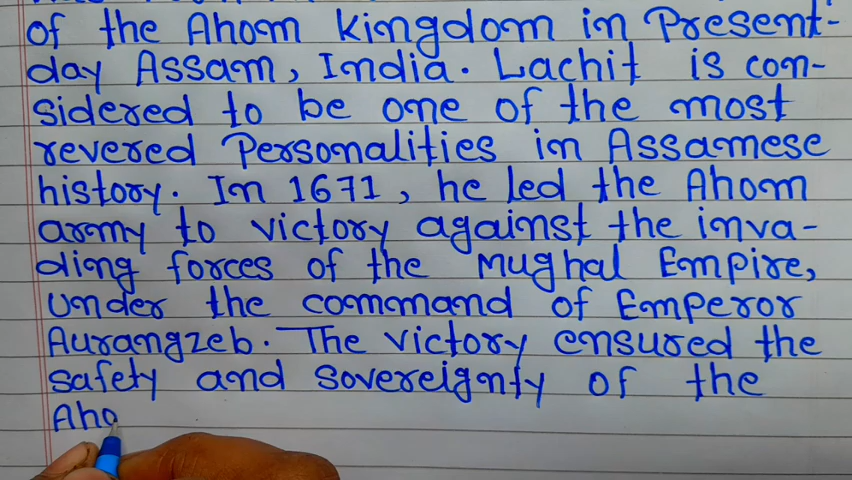 of the Ahom kingdom in Present-
day Assam, India. Lachit is con-
sidered to be one of the most
revered Personalities in Assamese
history. In 1671, he led the Ahom
army to victory against the inva-
ding forces of the Mughal Empire,
under the command of Emperor
Aurangzeb. The victory ensured the
safety and sovereignty of the
Aho